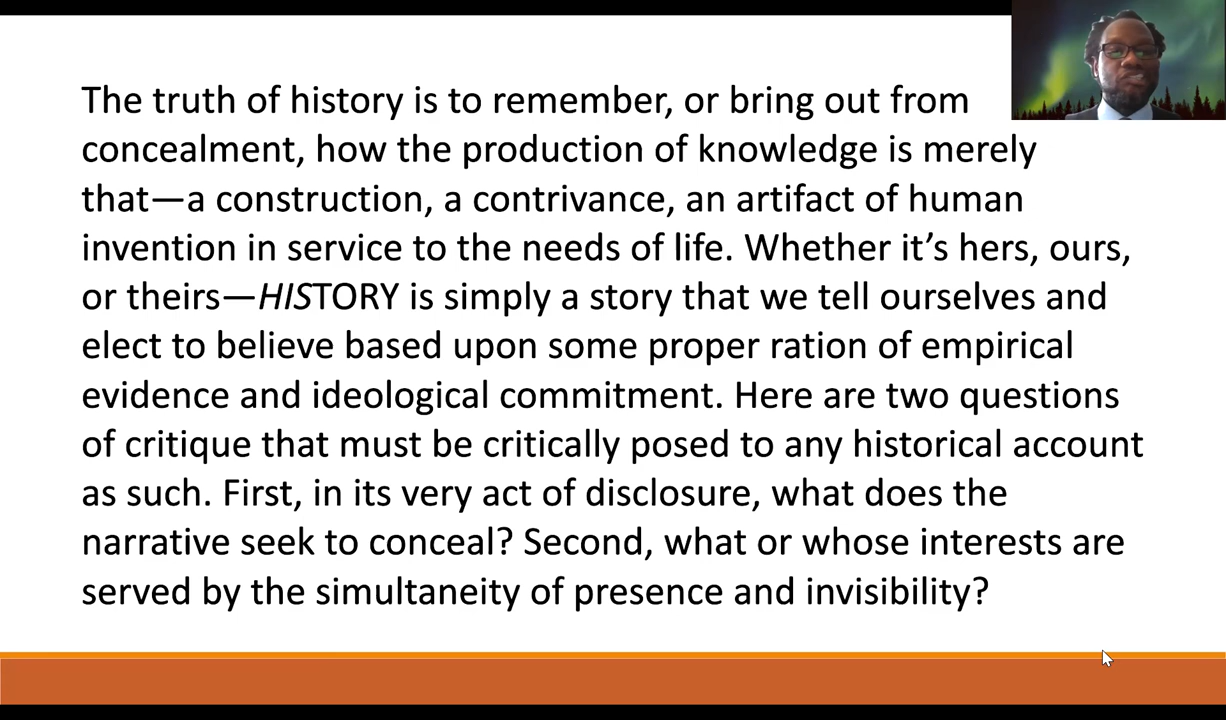 The truth of history is to remember, or bring out from
concealment, how the production of knowledge is merely
that—a construction, a contrivance, an artifact of human
invention in service to the needs of life. Whether it’s hers, ours,
or theirs—HISTORY is simply a story that we tell ourselves and
elect to believe based upon some proper ration of empirical
evidence and ideological commitment. Here are two questions
of critique that must be critically posed to any historical account
as such. First, in its very act of disclosure, what does the
narrative seek to conceal? Second, what or whose interests are
served by the simultaneity of presence and invisibility?